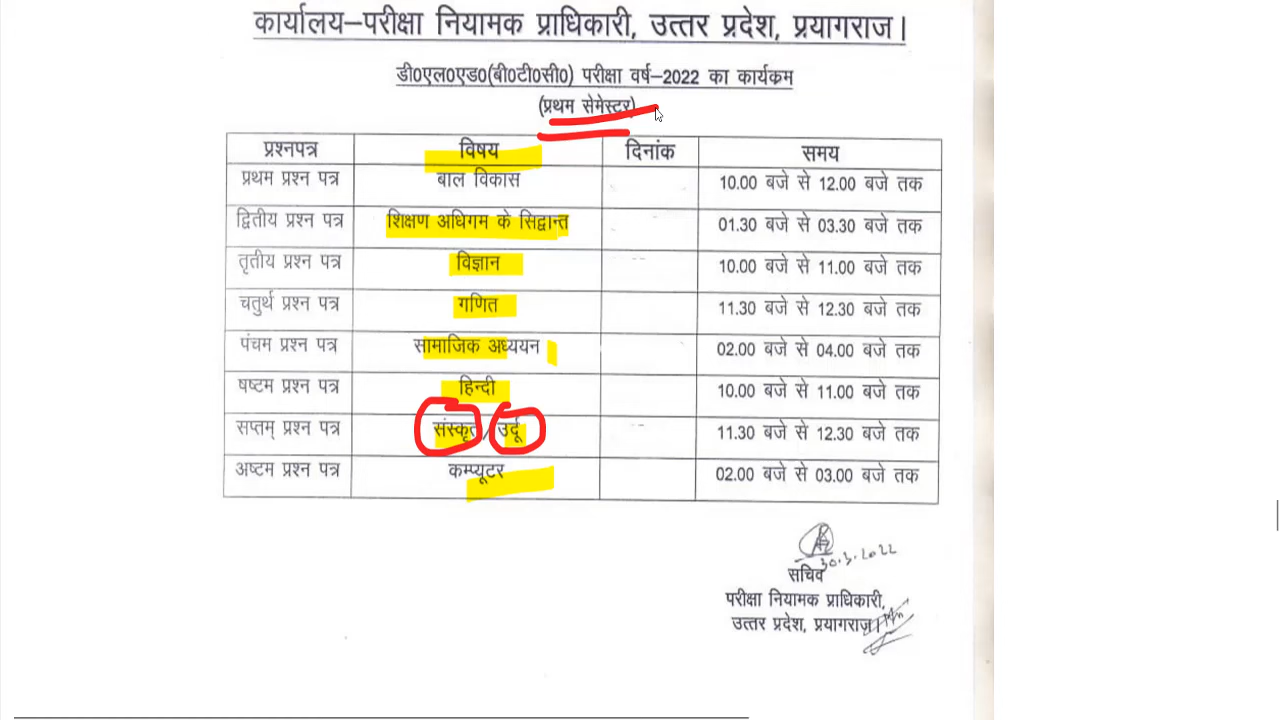 कार्यालय–परीक्षा नियामक प्राधिकारी, उत्तर प्रदेश, प्रयागराज।
डी०एल०एड०(बी०टी०सी०) परीक्षा वर्ष–2022 का कार्यक्रम
(प्रथम सेमेस्टर)
प्रश्नपत्र विषय दिनांक समय
प्रथम प्रश्न पत्र बाल विकास 10.00 बजे से 12.00 बजे तक
द्वितीय प्रश्न पत्र शिक्षण अधिगम के सिद्वान्त 01.30 बजे से 03.30 बजे तक
तृतीय प्रश्न पत्र विज्ञान 10.00 बजे से 11.00 बजे तक
चतुर्थ प्रश्न पत्र गणित 11.30 बजे से 12.30 बजे तक
पंचम प्रश्न पत्र सामाजिक अध्ययन 02.00 बजे से 04.00 बजे तक
षष्टम प्रश्न पत्र हिन्दी 10.00 बजे से 11.00 बजे तक
सप्तम् प्रश्न पत्र संस्कृत/उर्दू 11.30 बजे से 12.30 बजे तक
अष्टम प्रश्न पत्र कम्प्यूटर 02.00 बजे से 03.00 बजे तक
30.3.2022
सचिव
परीक्षा नियामक प्राधिकारी,
उत्तर प्रदेश, प्रयागराज।